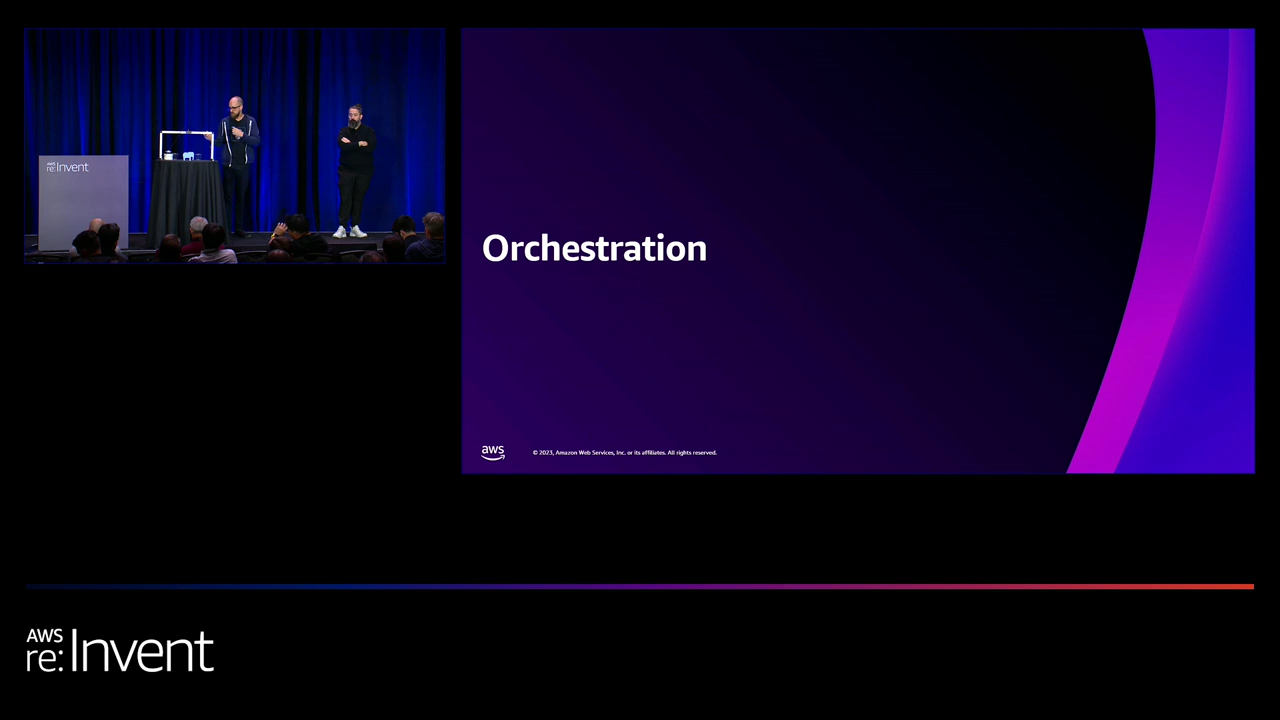 aws
re:Invent
Orchestration
aws
© 2023, Amazon Web Services, Inc. or its affiliates. All rights reserved.
AWS
re:Invent